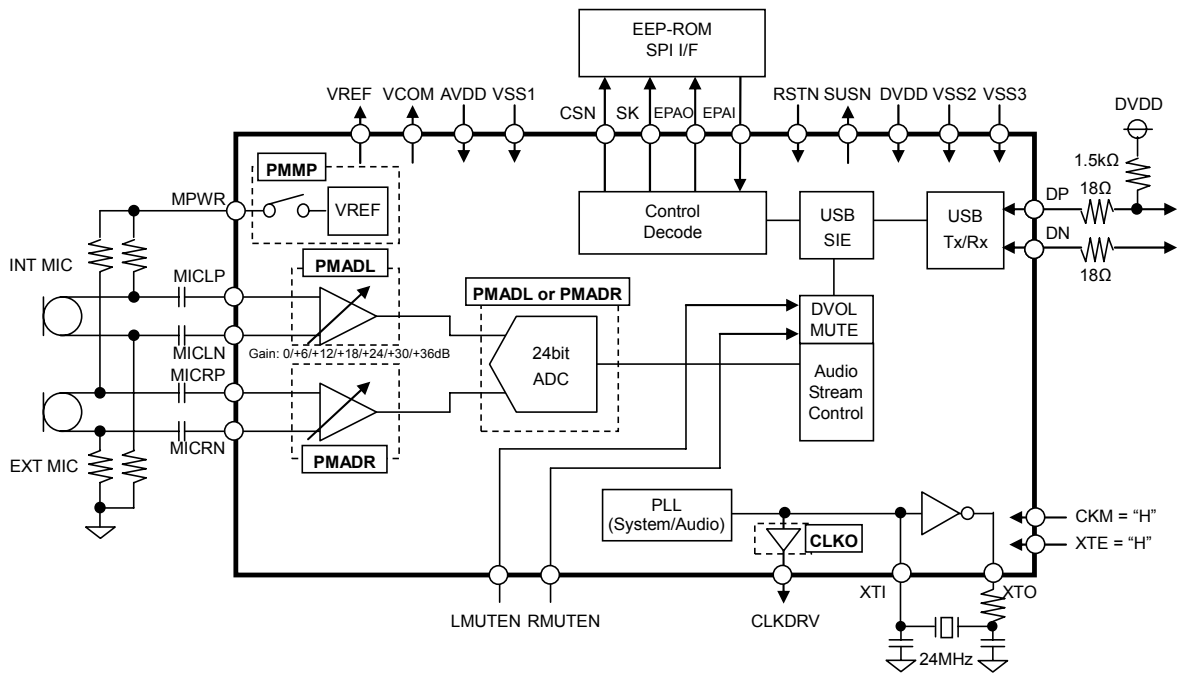 EEP-ROM
SPI I/F
VREF
VCOM
AVDD
VSS1
CSN
SK
EPAO
EPAI
RSTN
SUSN
DVDD
VSS2
VSS3
DVDD
1.5kΩ
18Ω
DP
DN
18Ω
PMMP
MPWR
VREF
Control
Decode
USB
SIE
USB
Tx/Rx
INT MIC
MICLP
PMADL
PMADL or PMADR
DVOL
MUTE
MICLN
Gain: 0/+6/+12/+18/+24/+30/+36dB
24bit
ADC
Audio
Stream
Control
MICRP
MICRN
PMADR
EXT MIC
PLL
(System/Audio)
CLKO
CKM = “H”
XTE = “H”
XTI
XTO
LMUTEN
RMUTEN
CLKDRV
24MHz